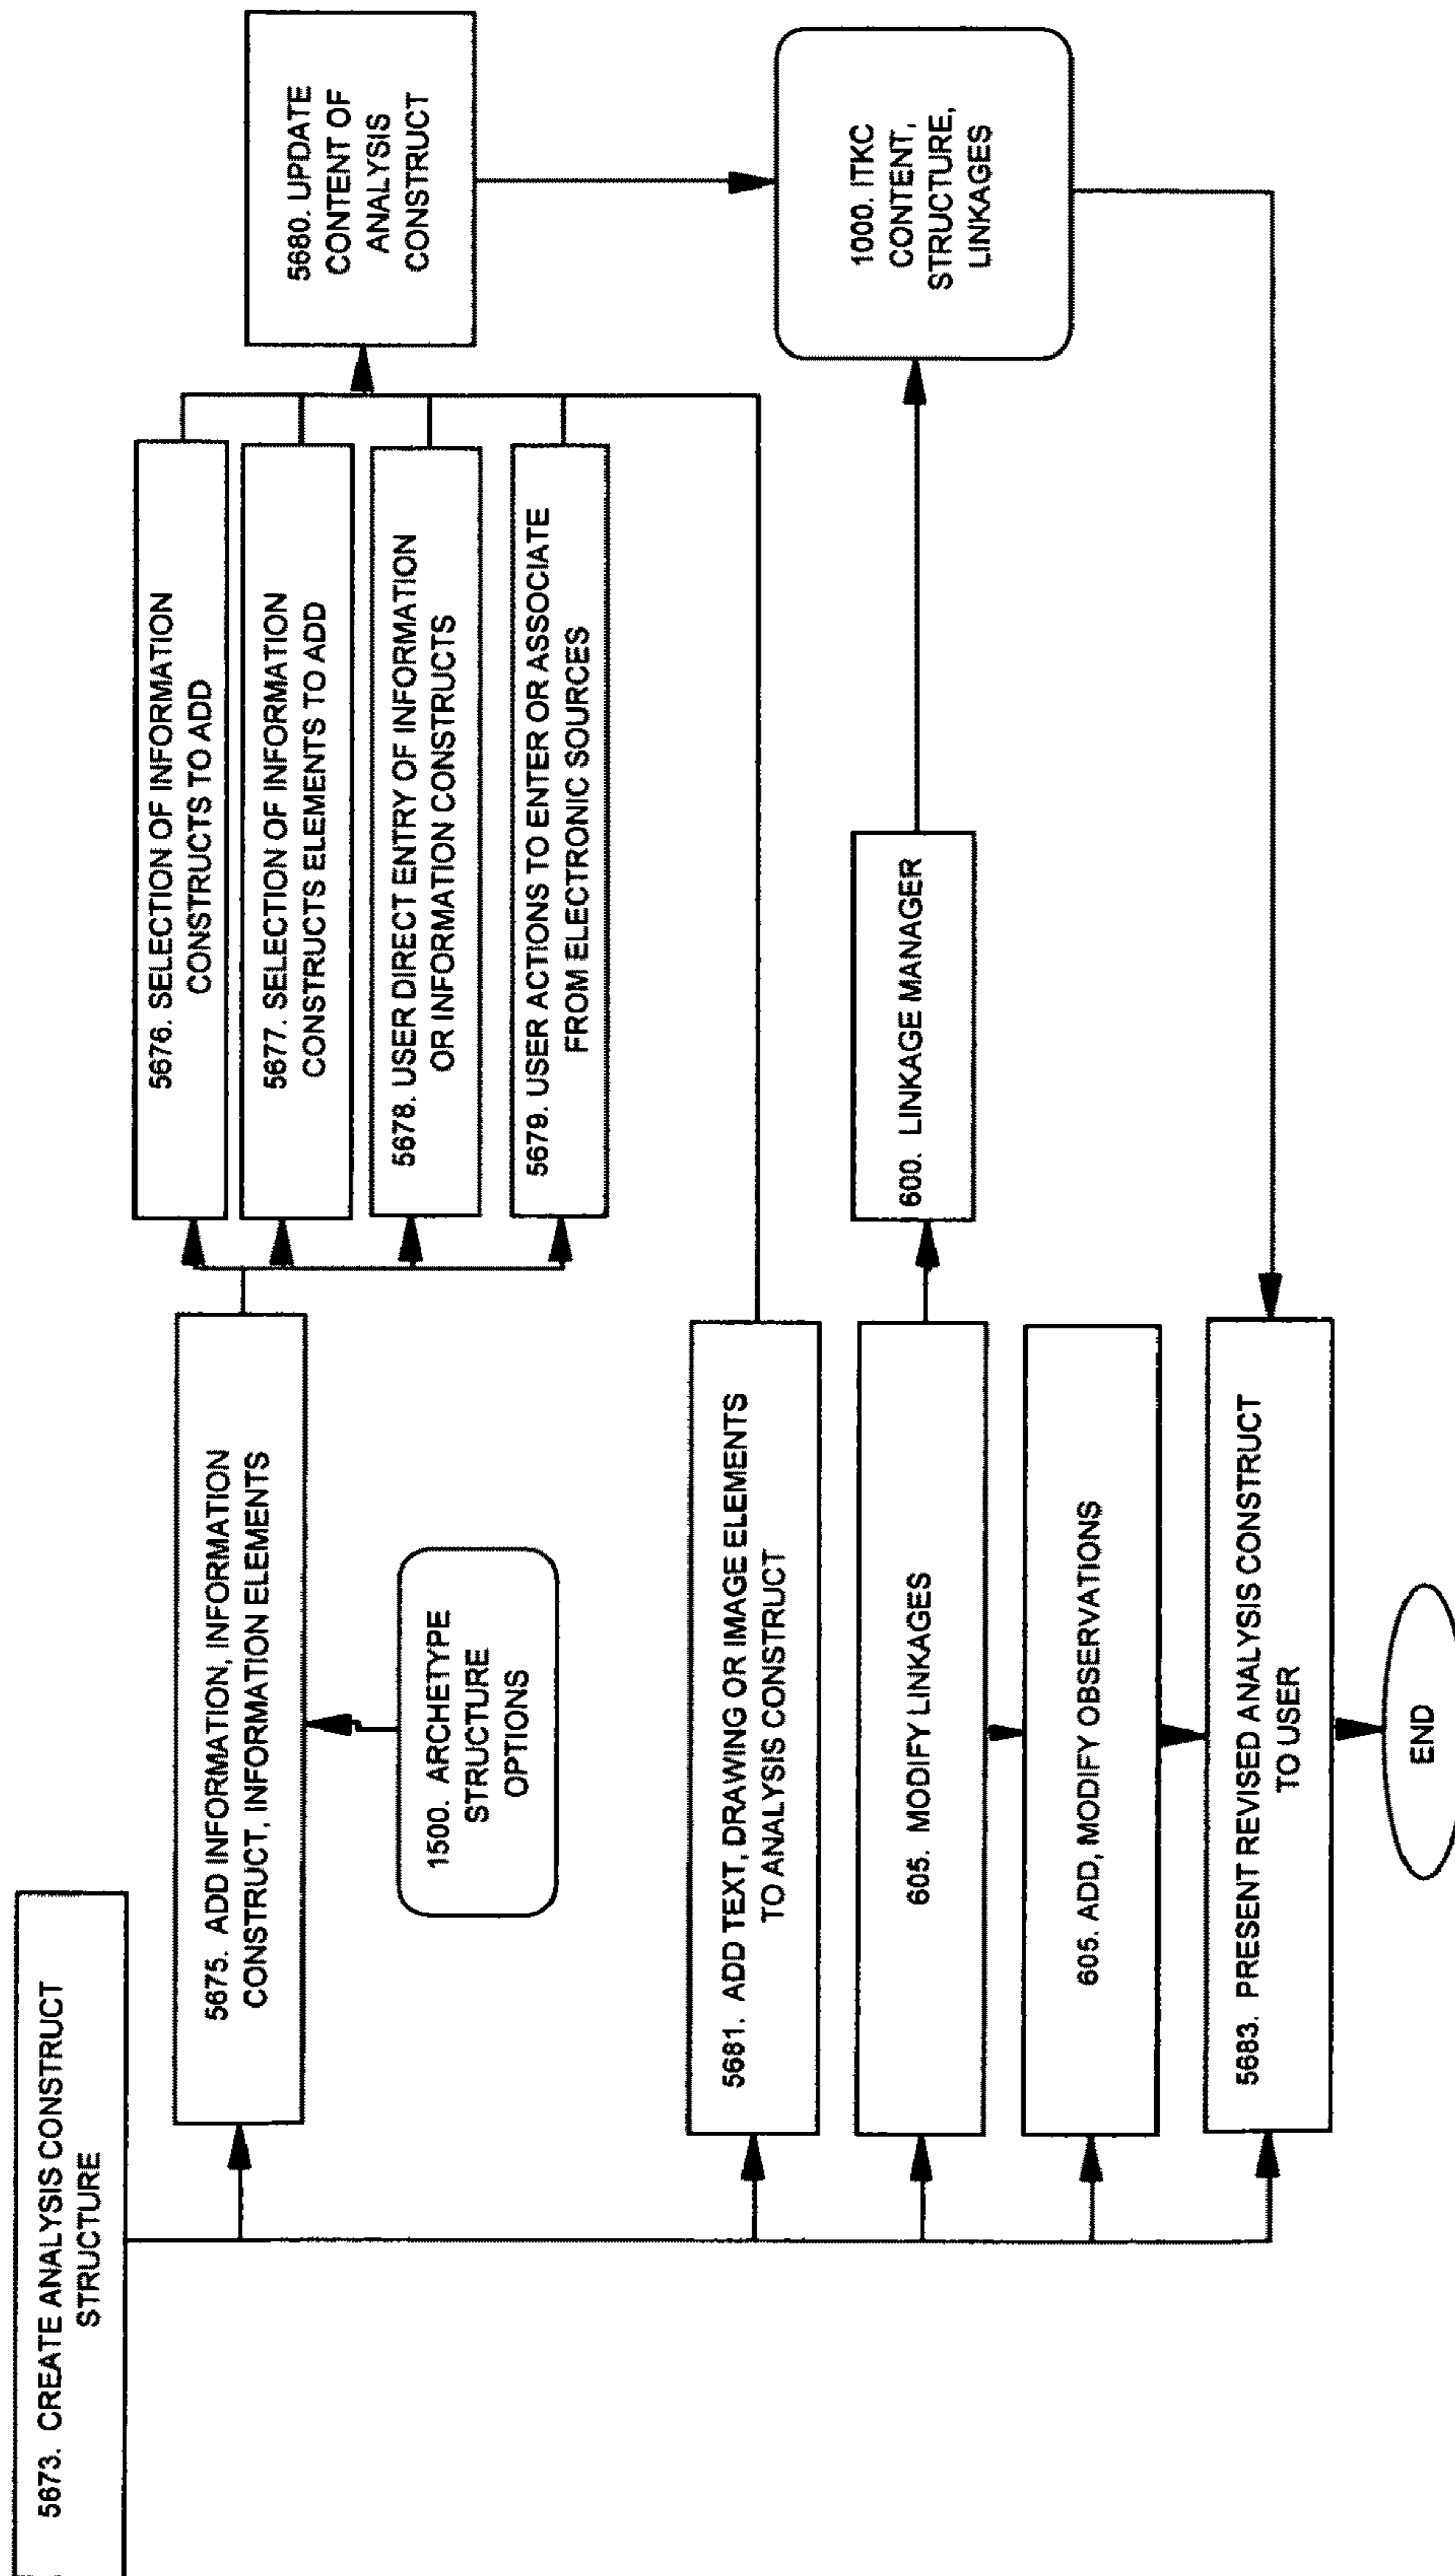 5673. CREATE ANALYSIS CONSTRUCT
STRUCTURE
5675. ADD INFORMATION, INFORMATION
CONSTRUCT, INFORMATION ELEMENTS
1500. ARCHETYPE
STRUCTURE
OPTIONS
5676. SELECTION OF INFORMATION
CONSTRUCTS TO ADD
5677. SELECTION OF INFORMATION
CONSTRUCTS ELEMENTS TO ADD
5678. USER DIRECT ENTRY OF INFORMATION
OR INFORMATION CONSTRUCTS
5679. USER ACTIONS TO ENTER OR ASSOCIATE
FROM ELECTRONIC SOURCES
5680. UPDATE
CONTENT OF
ANALYSIS
CONSTRUCT
5681. ADD TEXT, DRAWING OR IMAGE ELEMENTS
TO ANALYSIS CONSTRUCT
605. MODIFY LINKAGES
600. LINKAGE MANAGER
1000. ITKC
CONTENT,
STRUCTURE,
LINKAGES
605. ADD, MODIFY OBSERVATIONS
5683. PRESENT REVISED ANALYSIS CONSTRUCT
TO USER
END